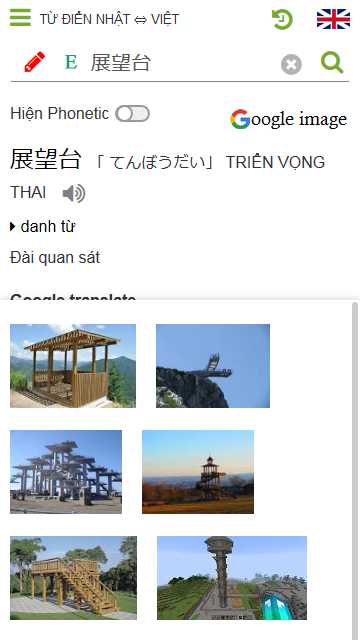 TỪ ĐIỂN NHẬT ⇔ VIỆT
E 展望台
Hiện Phonetic
Google image
展望台 「てんぼうだい」 TRIỂN VỌNG
THAI
danh từ
Đài quan sát
Google translate